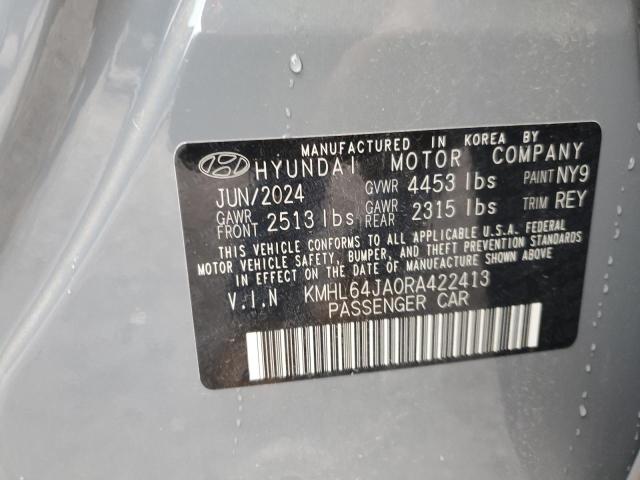 MANUFACTURED IN KOREA BY
HYUNDAI MOTOR COMPANY
JUN/2024 GVWR 4453 lbs PAINT NY9
GAWR FRONT 2513 lbs GAWR REAR 2315 lbs TRIM REY
THIS VEHICLE CONFORMS TO ALL APPLICABLE U.S.A. FEDERAL
MOTOR VEHICLE SAFETY, BUMPER, AND THEFT PREVENTION STANDARDS
IN EFFECT ON THE DATE OF MANUFACTURE SHOWN ABOVE.
V.I.N KMHL64JA0RA422413
PASSENGER CAR